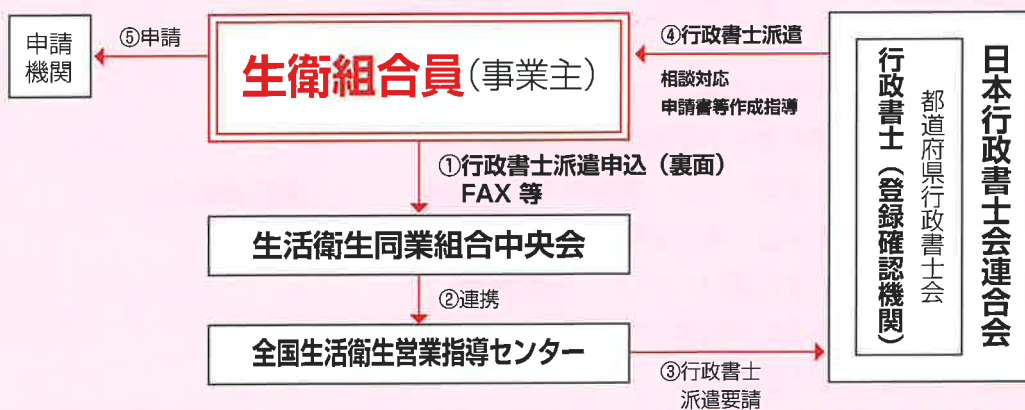 申請
機関
⑤申請
生衛組合員(事業主)
④行政書士派遣
相談対応
申請書等作成指導
①行政書士派遣申込(裏面)
FAX 等
生活衛生同業組合中央会
②連携
全国生活衛生営業指導センター
③行政書士
派遣要請
日本行政書士会連合会
都道府県行政書士会
行政書士(登録確認機関)